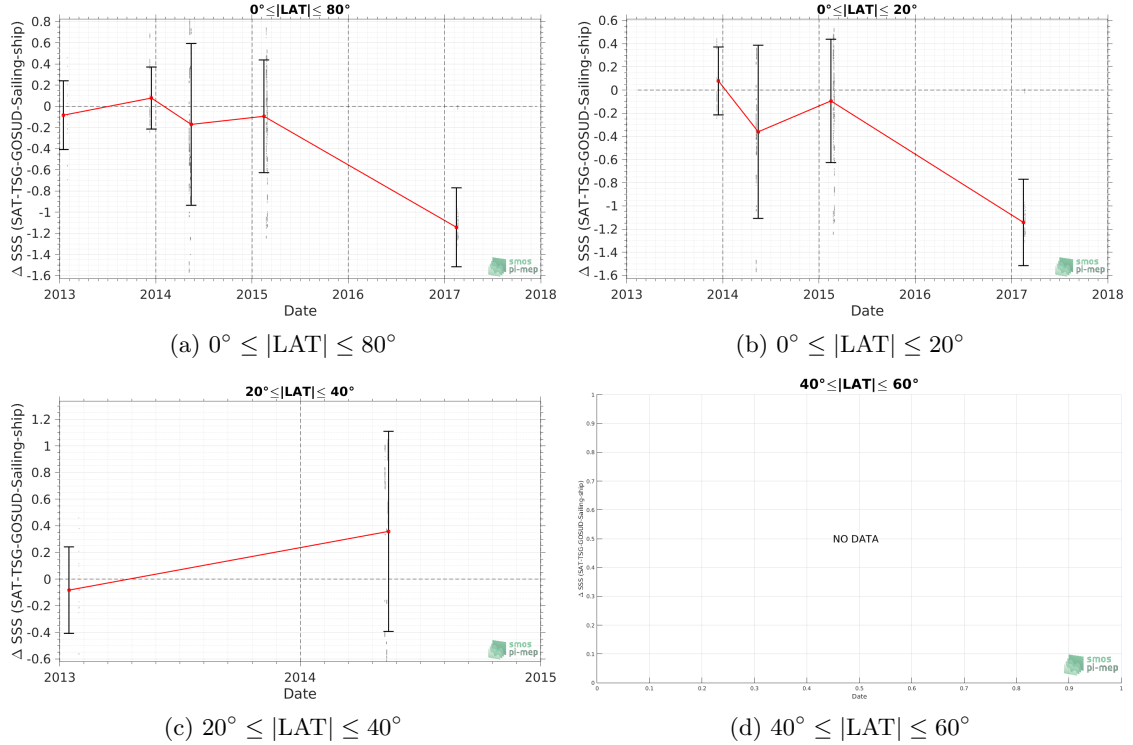 0°≤|LAT|≤ 80°
Δ SSS (SAT-TSG-GOSUD-Sailing-ship)
0.8
0.6
0.4
0.2
0
-0.2
-0.4
-0.6
-0.8
-1
-1.2
-1.4
-1.6
2013 2014 2015 2016 2017 2018
Date
smos
pi-mep
(a) 0° ≤ |LAT| ≤ 80°
0°≤|LAT|≤ 20°
Δ SSS (SAT-TSG-GOSUD-Sailing-ship)
0.6
0.4
0.2
0
-0.2
-0.4
-0.6
-0.8
-1
-1.2
-1.4
-1.6
2013 2014 2015 2016 2017 2018
Date
smos
pi-mep
(b) 0° ≤ |LAT| ≤ 20°
20°≤|LAT|≤ 40°
Δ SSS (SAT-TSG-GOSUD-Sailing-ship)
1.2
1
0.8
0.6
0.4
0.2
0
-0.2
-0.4
-0.6
2013 2014 2015
Date
smos
pi-mep
(c) 20° ≤ |LAT| ≤ 40°
40°≤|LAT|≤ 60°
Δ SSS (SAT-TSG-GOSUD-Sailing-ship)
1
0.9
0.8
0.7
0.6
0.5
0.4
0.3
0.2
0.1
0
NO DATA
0 0.1 0.2 0.3 0.4 0.5 0.6 0.7 0.8 0.9 1
Date
smos
pi-mep
(d) 40° ≤ |LAT| ≤ 60°